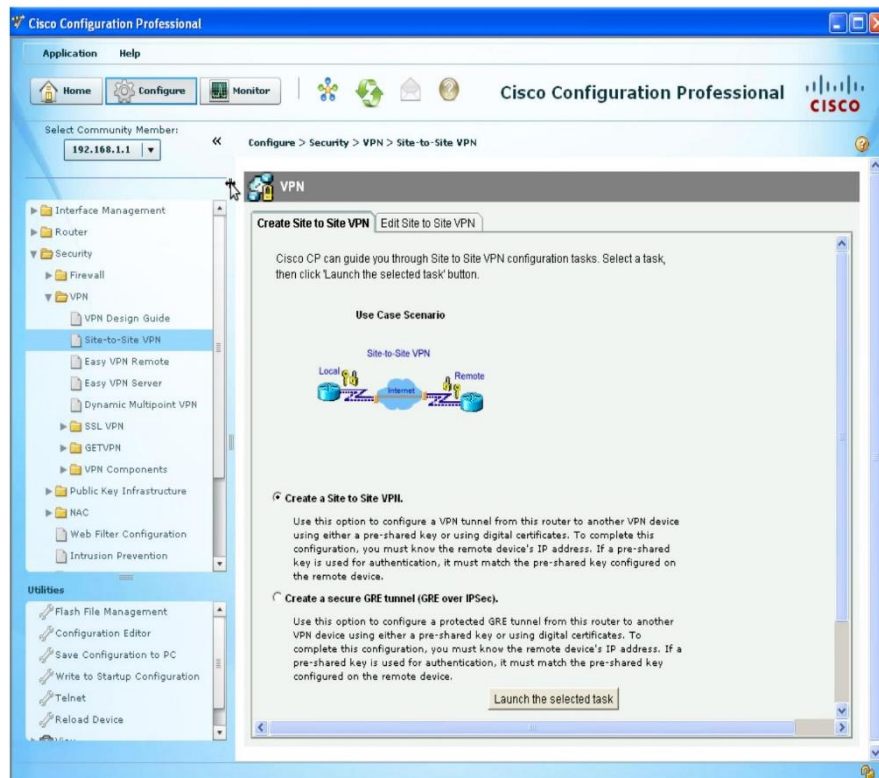 Cisco Configuration Professional
Application Help
Home Configure Monitor Cisco Configuration Professional CISCO
Select Community Member:
192.168.1.1
Configure > Security > VPN > Site-to-Site VPN
Interface Management
Router
Security
Firewall
VPN
VPN Design Guide
Site-to-Site VPN
Easy VPN Remote
Easy VPN Server
Dynamic Multipoint VPN
SSL VPN
GETVPN
VPN Components
Public Key Infrastructure
NAC
Web Filter Configuration
Intrusion Prevention
Utilities
Flash File Management
Configuration Editor
Save Configuration to PC
Write to Startup Configuration
Telnet
Reload Device
VPN
Create Site to Site VPN Edit Site to Site VPN
Cisco CP can guide you through Site to Site VPN configuration tasks. Select a task,
then click 'Launch the selected task' button.
Use Case Scenario
Site-to-Site VPN
Local
Remote
Internet
Create a Site to Site VPN.
Use this option to configure a VPN tunnel from this router to another VPN device
using either a pre-shared key or using digital certificates. To complete this
configuration, you must know the remote device's IP address. If a pre-shared
key is used for authentication, it must match the pre-shared key configured on
the remote device.
Create a secure GRE tunnel (GRE over IPSec).
Use this option to configure a protected GRE tunnel from this router to another
VPN device using either a pre-shared key or using digital certificates. To
complete this configuration, you must know the remote device's IP address. If a
pre-shared key is used for authentication, it must match the pre-shared key
configured on the remote device.
Launch the selected task